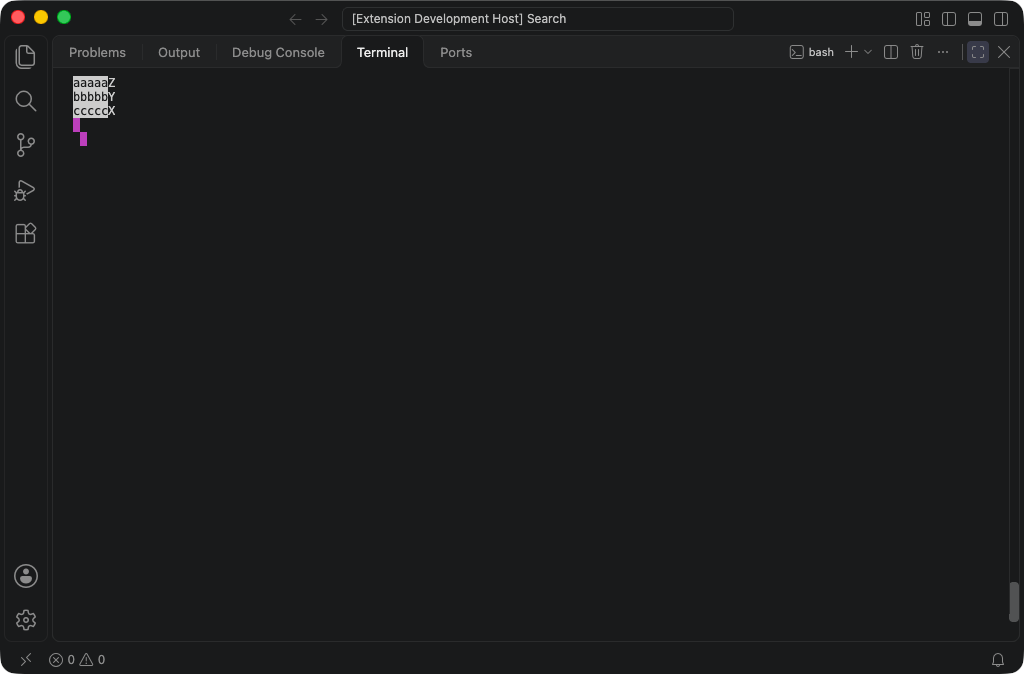 [Extension Development Host] Search
Problems Output Debug Console Terminal Ports bash
aaaaaZ
bbbbbY
cccccX
0 0